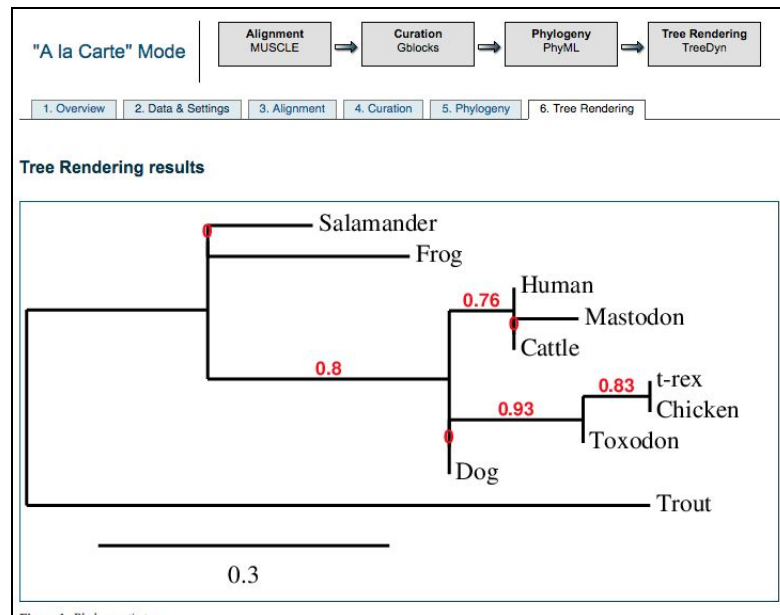 "A la Carte" Mode
Alignment
MUSCLE
Curation
Gblocks
Phylogeny
PhyML
Tree Rendering
TreeDyn
1. Overview
2. Data & Settings
3. Alignment
4. Curation
5. Phylogeny
6. Tree Rendering
Tree Rendering results
0
Salamander
Frog
Human
0.76
0
Mastodon
Cattle
0.8
0.83
t-rex
Chicken
0.93
Toxodon
0
Dog
Trout
0.3